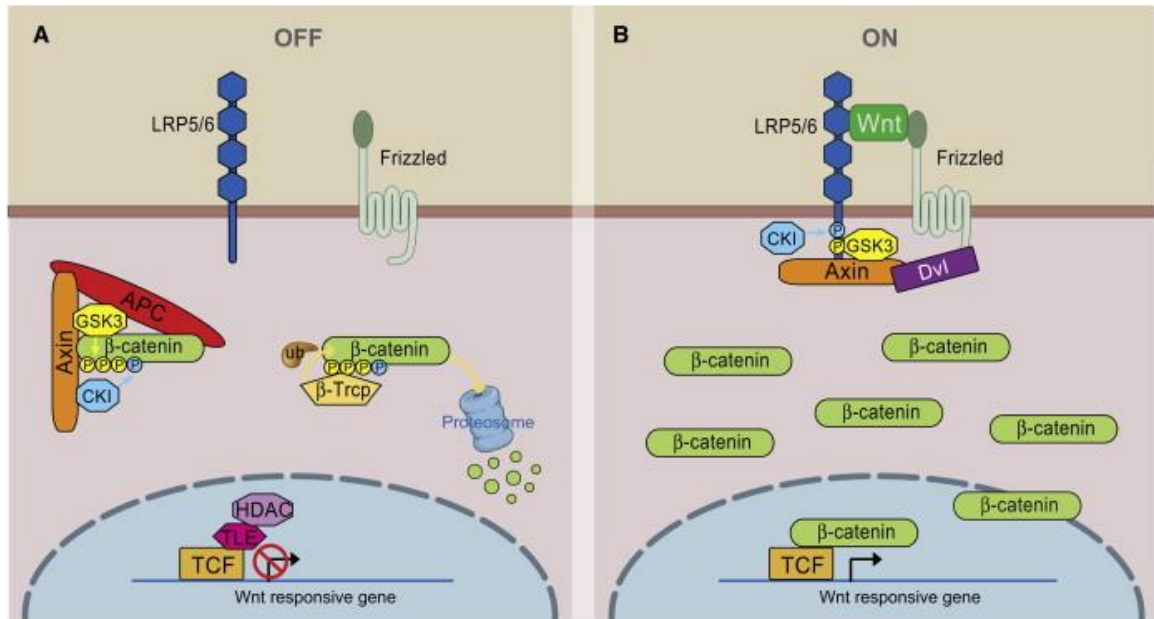 A
OFF
LRP5/6
Frizzled
APC
Axin
GSK3
β-catenin
P P P P
CKI
ub
β-catenin
P P P P
β-Trcp
Proteosome
HDAC
TLE
TCF
Wnt responsive gene
B
ON
LRP5/6
Wnt
Frizzled
CKI
P
P
GSK3
Axin
Dvl
β-catenin
β-catenin
β-catenin
β-catenin
β-catenin
β-catenin
β-catenin
TCF
Wnt responsive gene